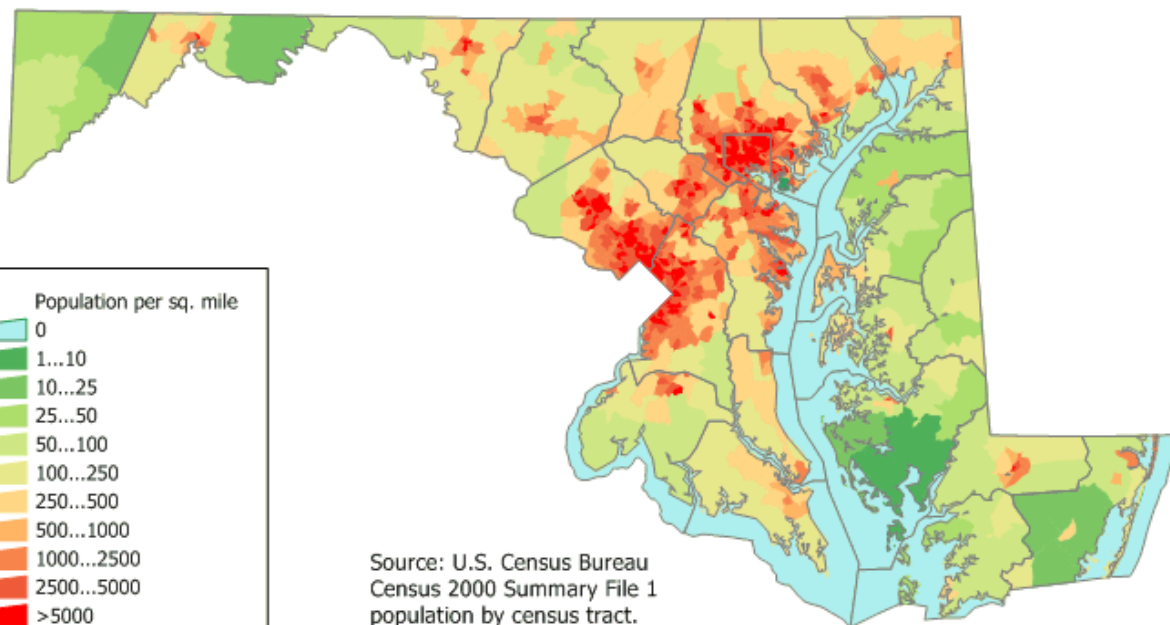 Population per sq. mile
0
1...10
10...25
25...50
50...100
100...250
250...500
500...1000
1000...2500
2500...5000
>5000
Source: U.S. Census Bureau
Census 2000 Summary File 1
population by census tract.